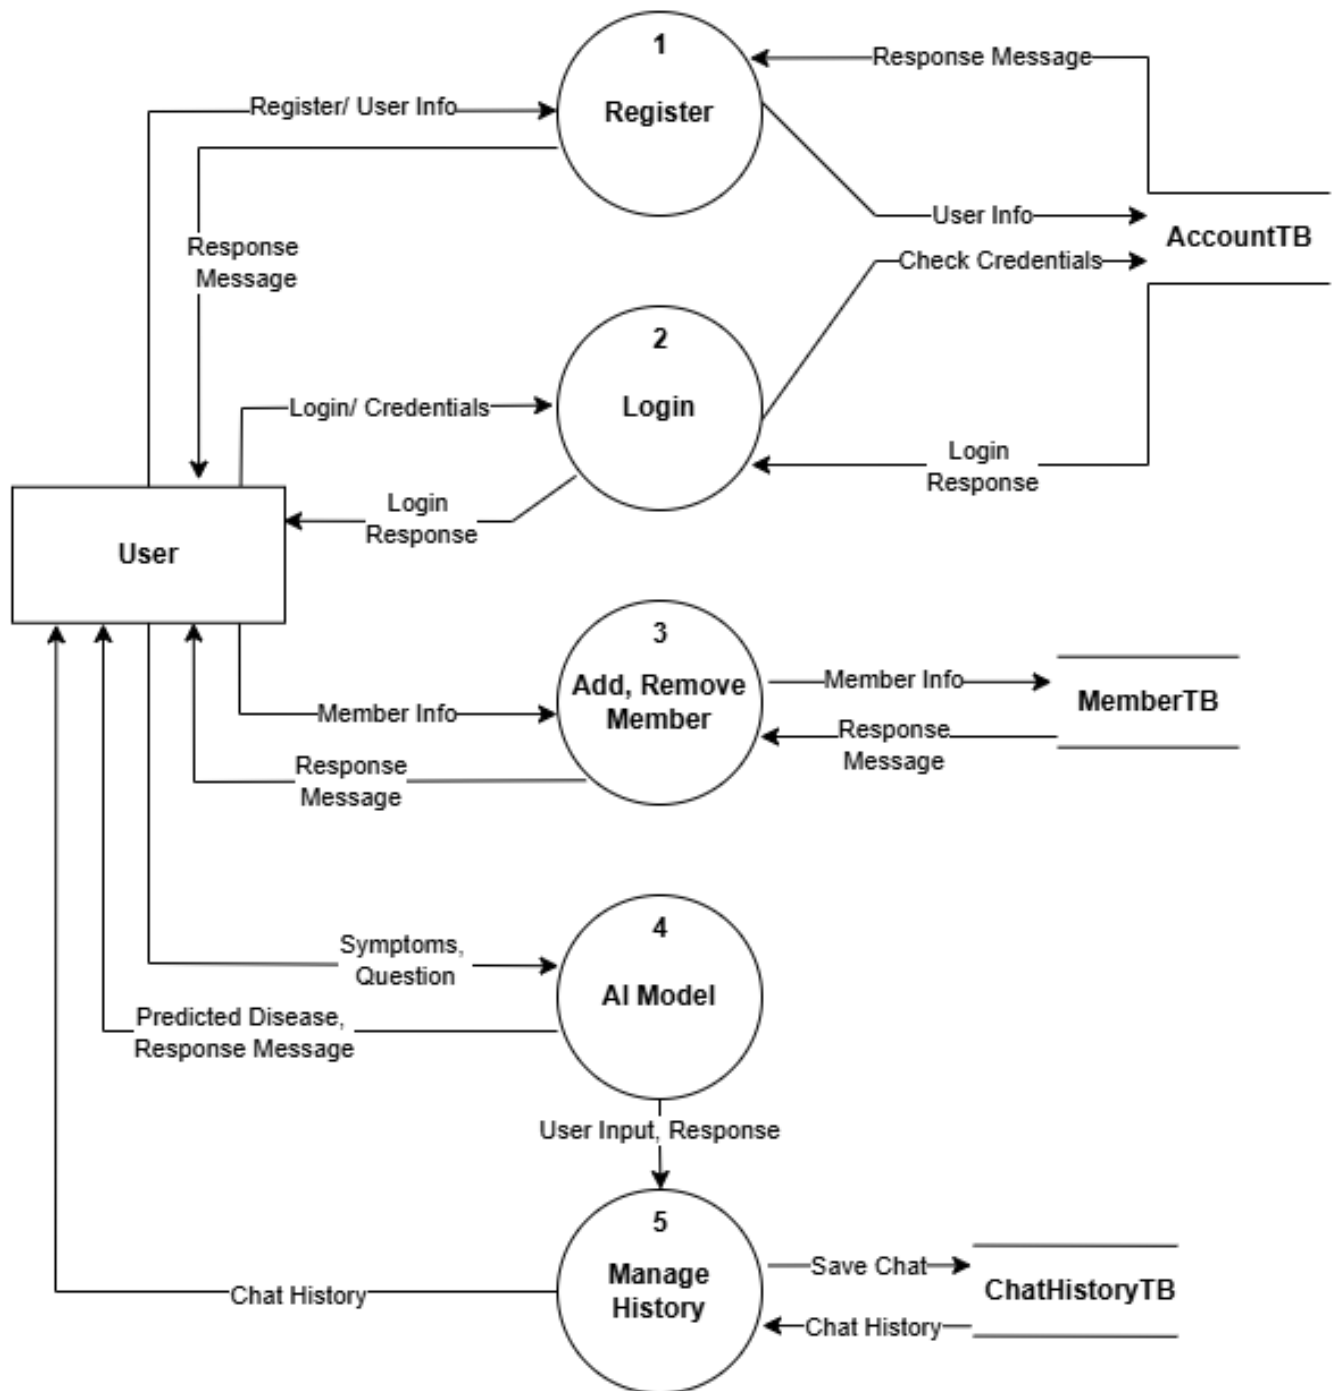 1
Register
Response Message
Register/ User Info
User Info
Response
Message
AccountTB
Check Credentials
2
Login
Login/ Credentials
Login
Response
Login
Response
User
3
Add, Remove
Member
Member Info
MemberTB
Member Info
Response
Message
Response
Message
4
AI Model
Symptoms,
Question
Predicted Disease,
Response Message
User Input, Response
5
Manage
History
Save Chat
ChatHistoryTB
Chat History
Chat History